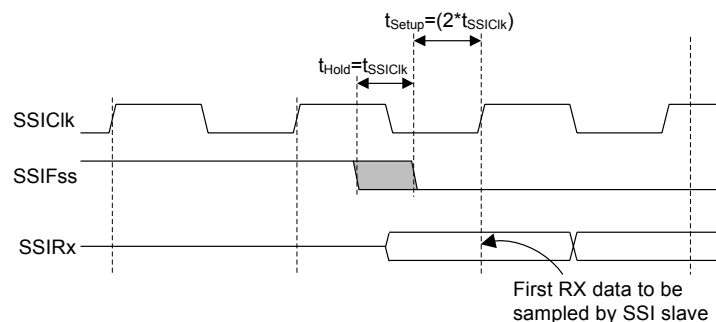 tSetup=(2*tSSIClk)
tHold=tSSIClk
SSIClk
SSIFss
SSIRx
First RX data to be
sampled by SSI slave